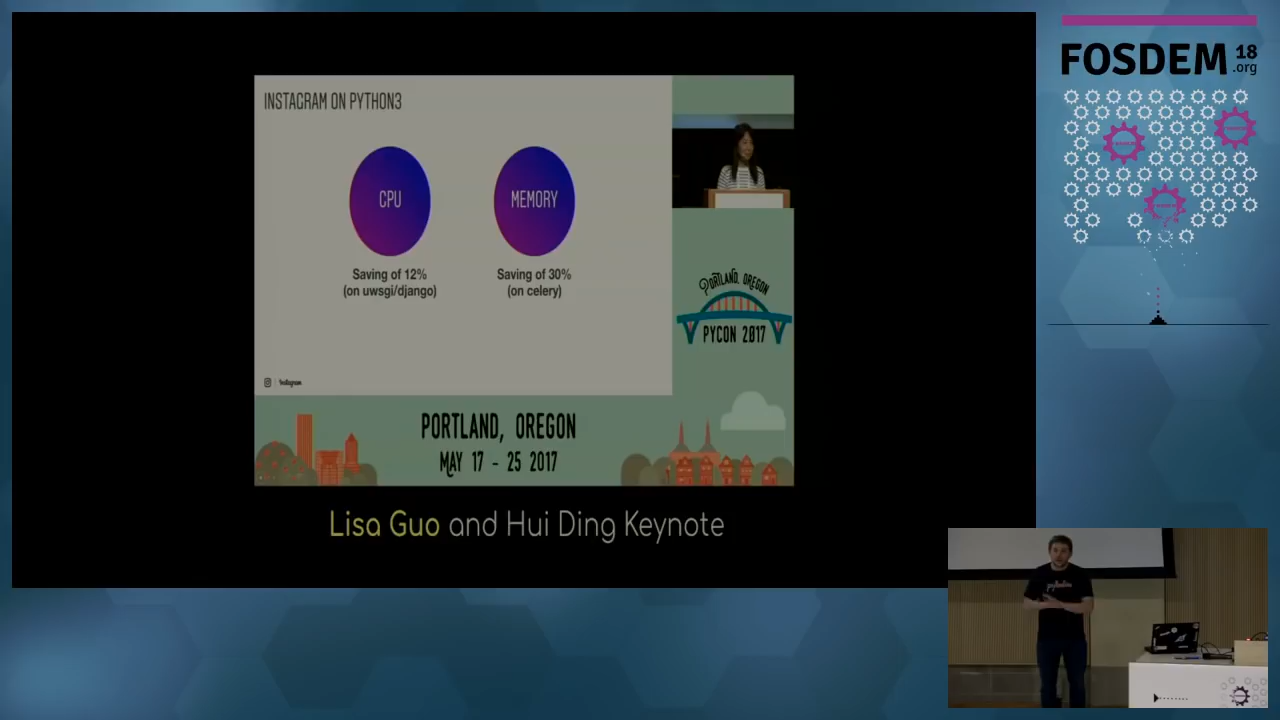 INSTAGRAM ON PYTHON3
CPU
MEMORY
Saving of 12%
(on uwsgi/django)
Saving of 30%
(on celery)
Instagram
PORTLAND, OREGON
PYCON 2017
PORTLAND, OREGON
MAY 17 - 25 2017
Lisa Guo and Hui Ding Keynote
FOSDEM 18
.org